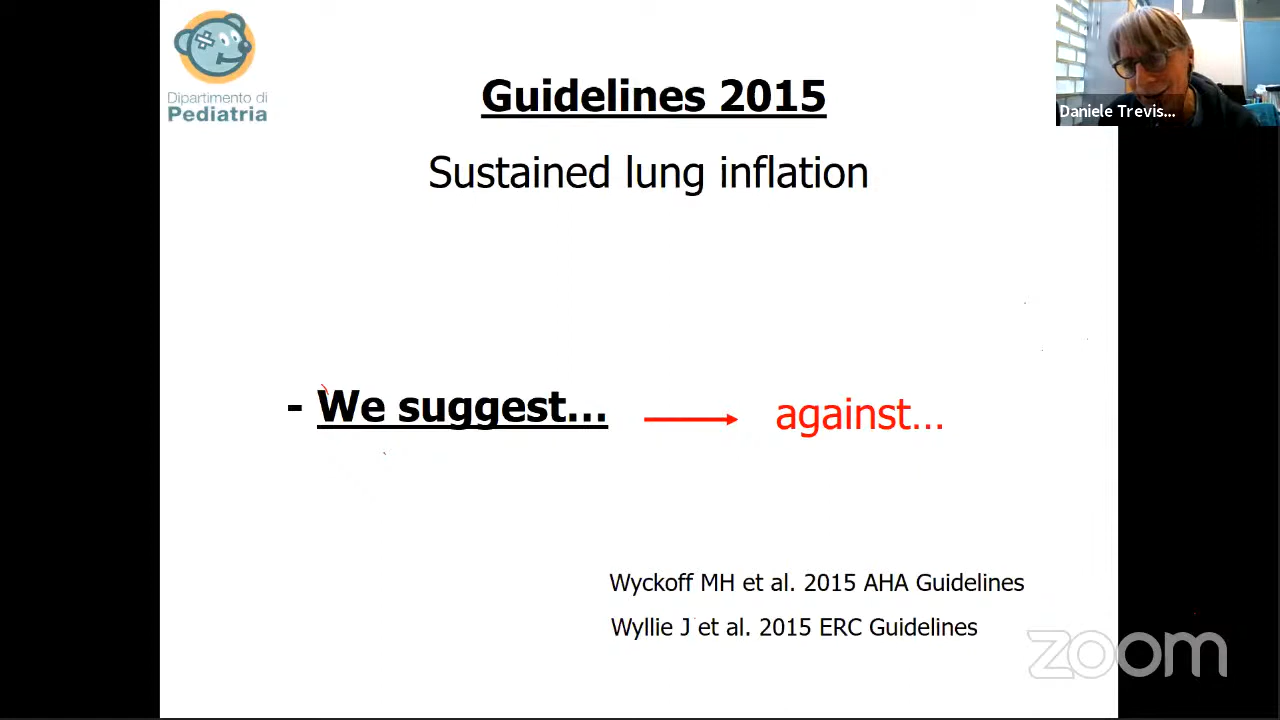 Dipartimento di
Pediatria
Guidelines 2015
Daniele Trevis...
Sustained lung inflation
- We suggest... against...
Wyckoff MH et al. 2015 AHA Guidelines
Wyllie J et al. 2015 ERC Guidelines
zoom